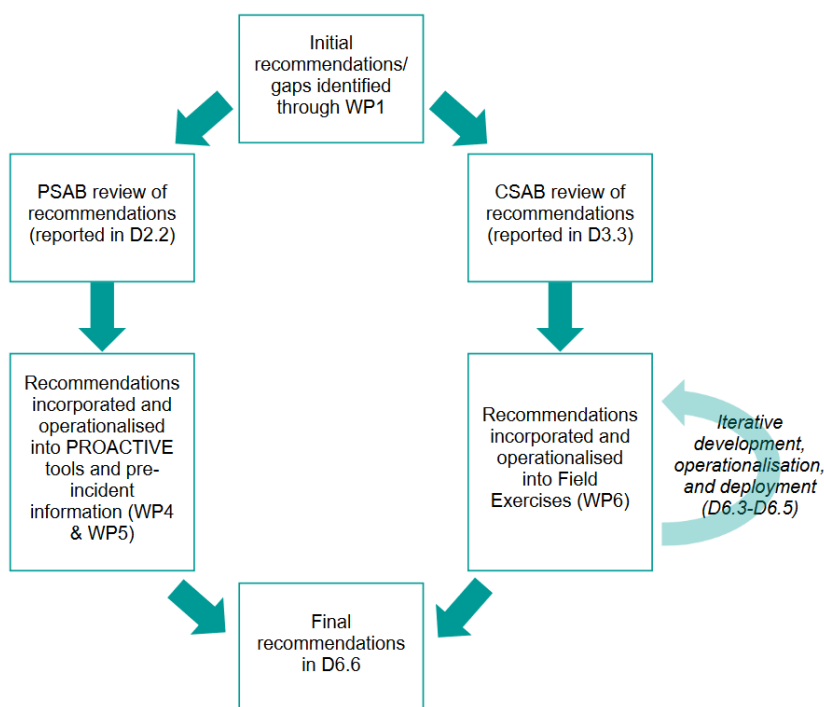 Initial
recommendations/
gaps identified
through WP1
PSAB review of
recommendations
(reported in D2.2)
CSAB review of
recommendations
(reported in D3.3)
Recommendations
incorporated and
operationalised
into PROACTIVE
tools and pre-
incident
information (WP4
& WP5)
Recommendations
incorporated and
operationalised
into Field
Exercises (WP6)
Iterative
development,
operationalisation,
and deployment
(D6.3-D6.5)
Final
recommendations
in D6.6